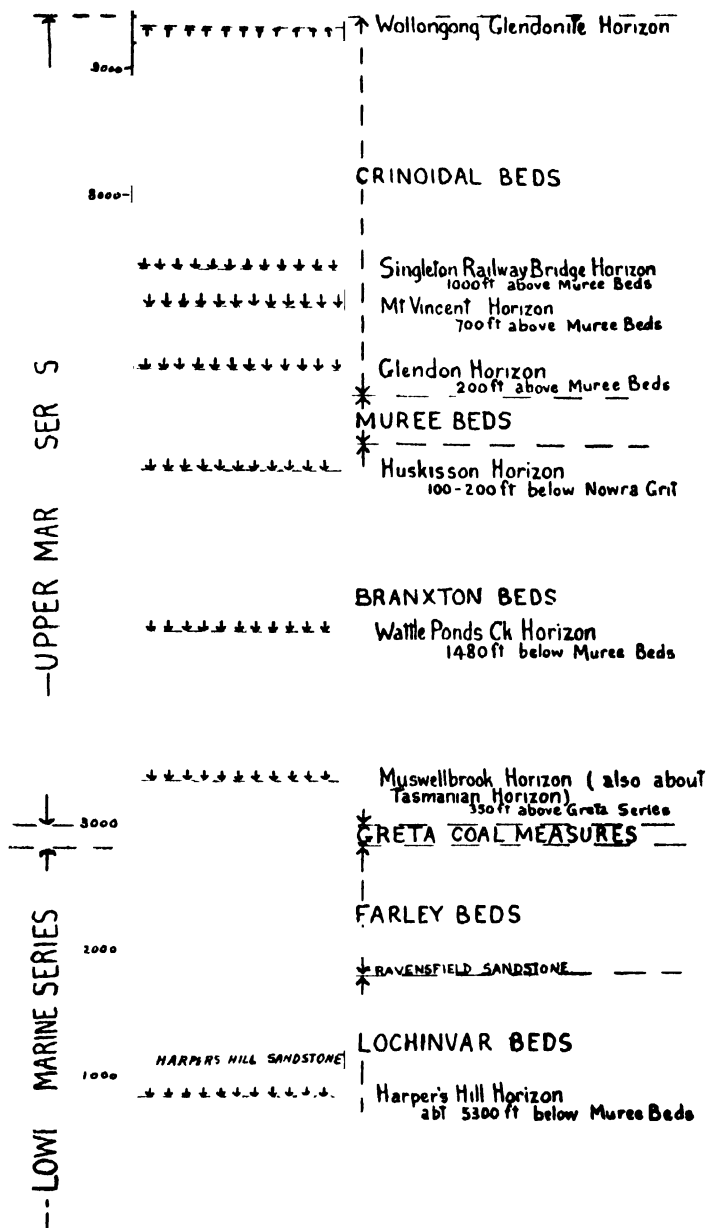 Wollongong Glendonite Horizon
9000
CRINOIDAL BEDS
8000
Singleton Railway Bridge Horizon
1000 ft above Muree Beds
Mt Vincent Horizon
700 ft above Muree Beds
Glendon Horizon
200 ft above Muree Beds
MUREE BEDS
Huskisson Horizon
100-200 ft below Nowra Grit
UPPER MAR SER S
BRANXTON BEDS
Wattle Ponds Ck Horizon
1480 ft below Muree Beds
Muswellbrook Horizon ( also about
Tasmanian Horizon)
350 ft above Greta Series
3000
GRETA COAL MEASURES
FARLEY BEDS
2000
RAVENSFIELD SANDSTONE
LOWI MARINE SERIES
LOCHINVAR BEDS
HARPERS HILL SANDSTONE
1000
Harper's Hill Horizon
abt 5300 ft below Muree Beds